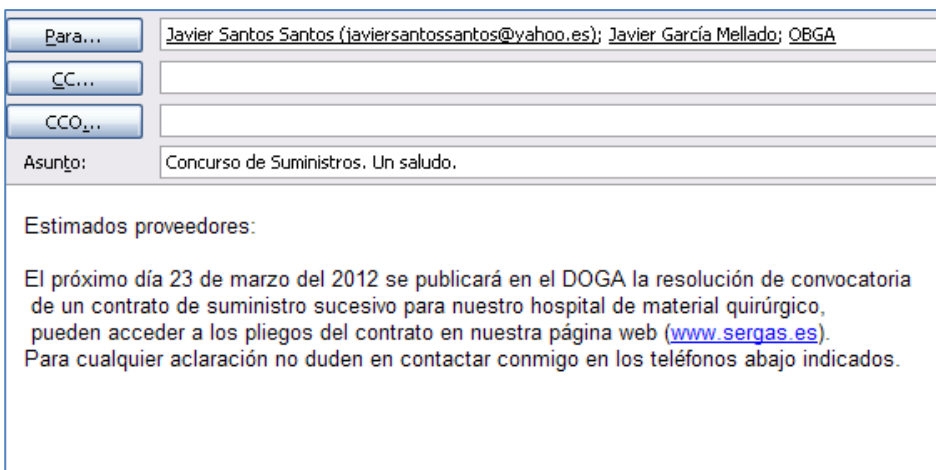 Para... Javier Santos Santos (javiersantossantos@yahoo.es); Javier García Mellado; OBGA
CC...
CCO...
Asunto: Concurso de Suministros. Un saludo.
Estimados proveedores:
El próximo día 23 de marzo del 2012 se publicará en el DOGA la resolución de convocatoria
de un contrato de suministro sucesivo para nuestro hospital de material quirúrgico,
pueden acceder a los pliegos del contrato en nuestra página web (www.sergas.es).
Para cualquier aclaración no duden en contactar conmigo en los teléfonos abajo indicados.